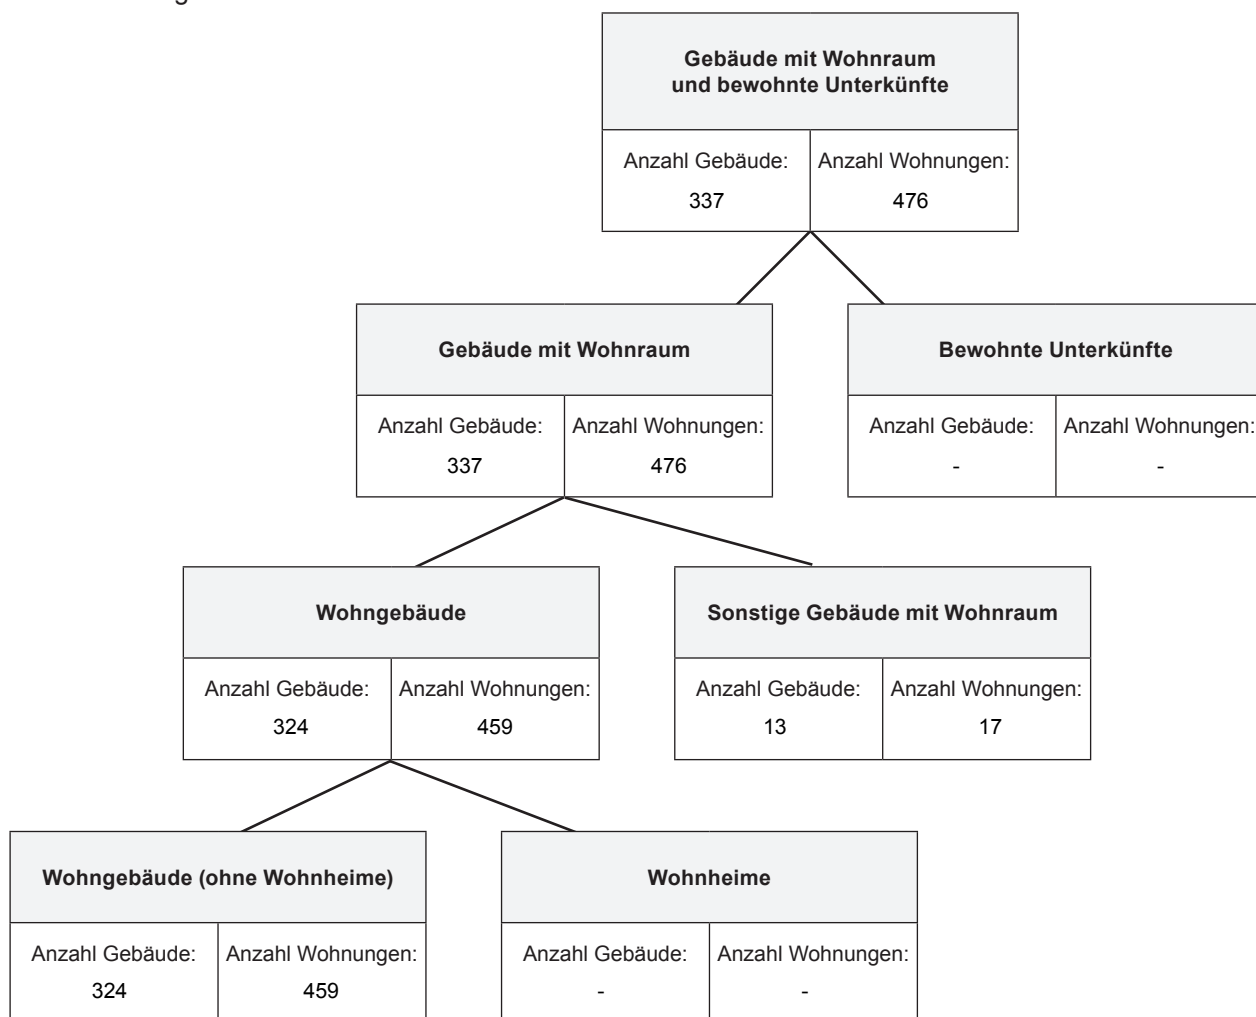 Gebäude mit Wohnraum
und bewohnte Unterkünfte
Anzahl Gebäude: Anzahl Wohnungen:
337 476
Gebäude mit Wohnraum Bewohnte Unterkünfte
Anzahl Gebäude: Anzahl Wohnungen: Anzahl Gebäude: Anzahl Wohnungen:
337 476 - -
Wohngebäude Sonstige Gebäude mit Wohnraum
Anzahl Gebäude: Anzahl Wohnungen: Anzahl Gebäude: Anzahl Wohnungen:
324 459 13 17
Wohngebäude (ohne Wohnheime) Wohnheime
Anzahl Gebäude: Anzahl Wohnungen: Anzahl Gebäude: Anzahl Wohnungen:
324 459 - -